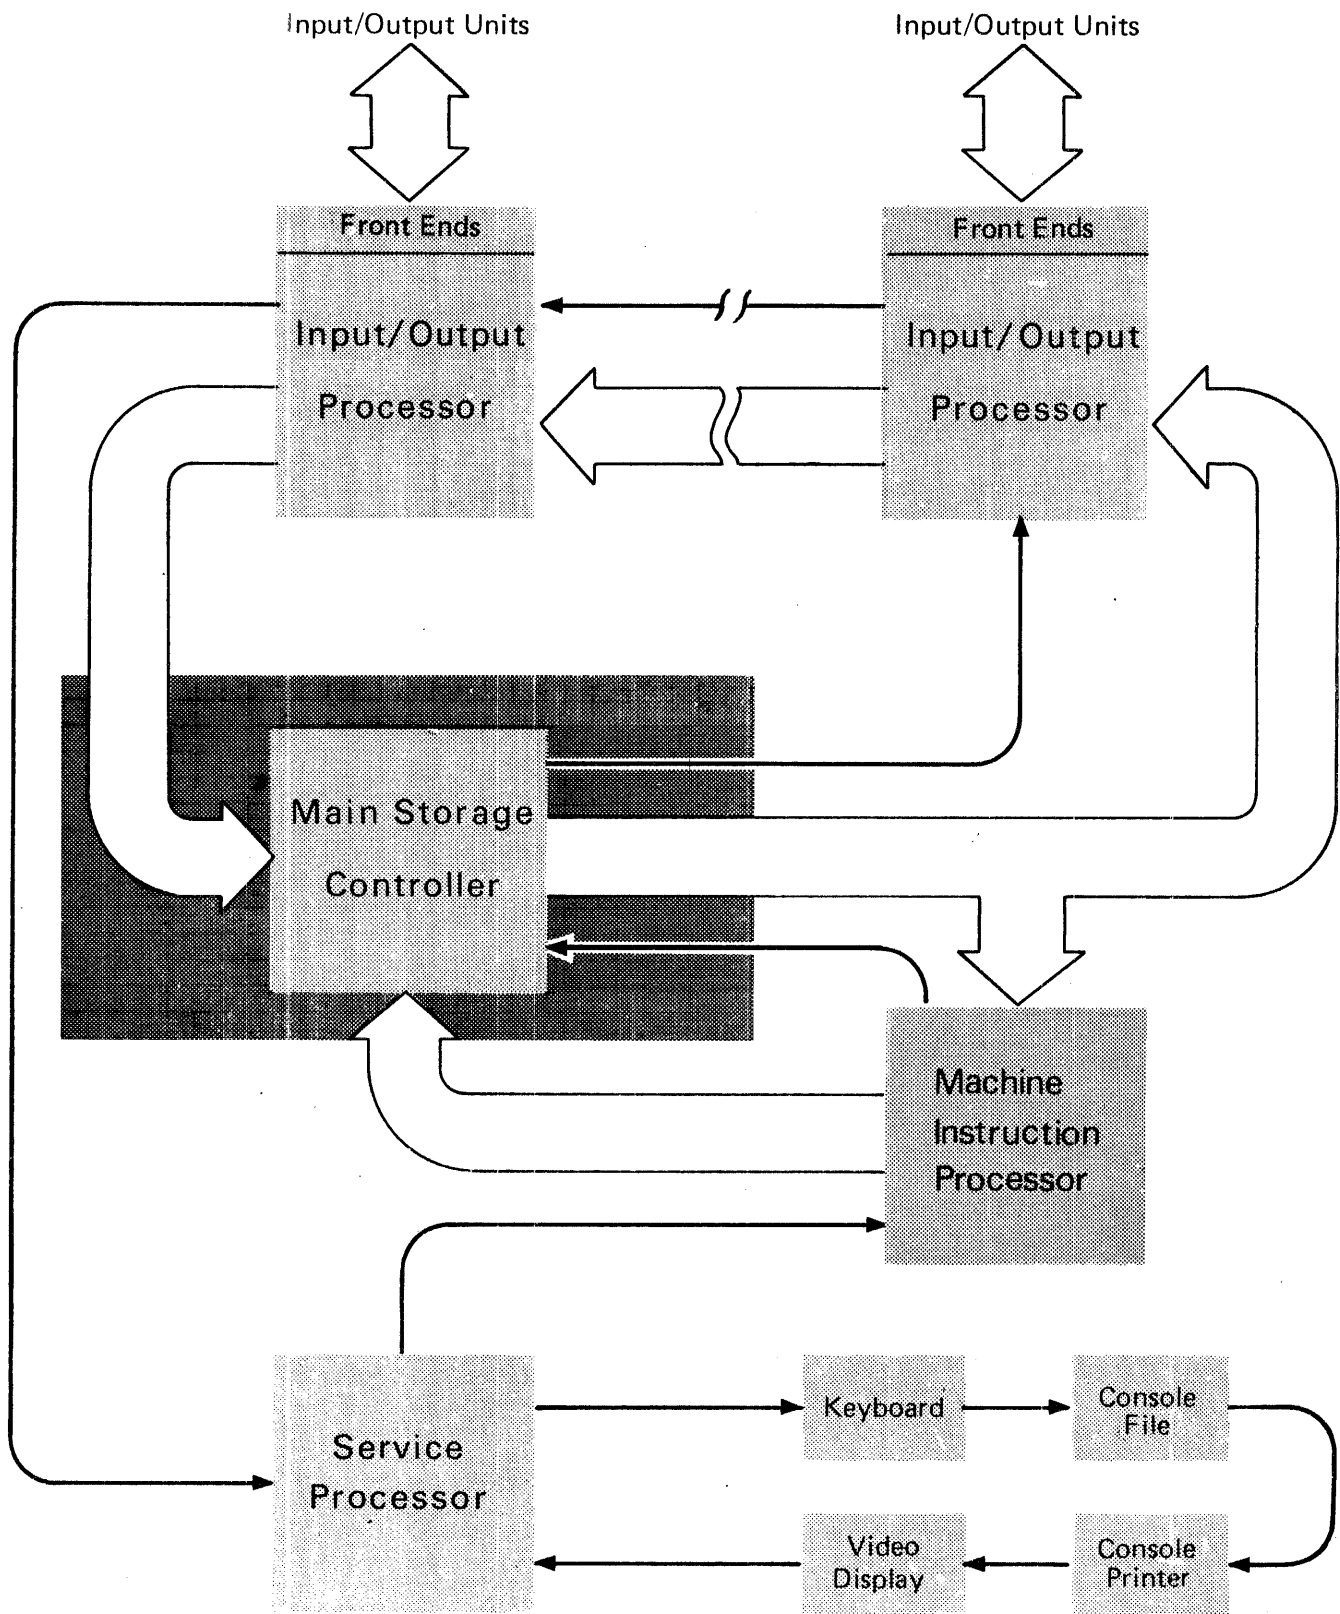 Input/Output Units
Input/Output Units
Front Ends
Front Ends
Input/Output
Processor
Input/Output
Processor
Main Storage
Controller
Machine
Instruction
Processor
Service
Processor
Keyboard
Console
File
Video
Display
Console
Printer